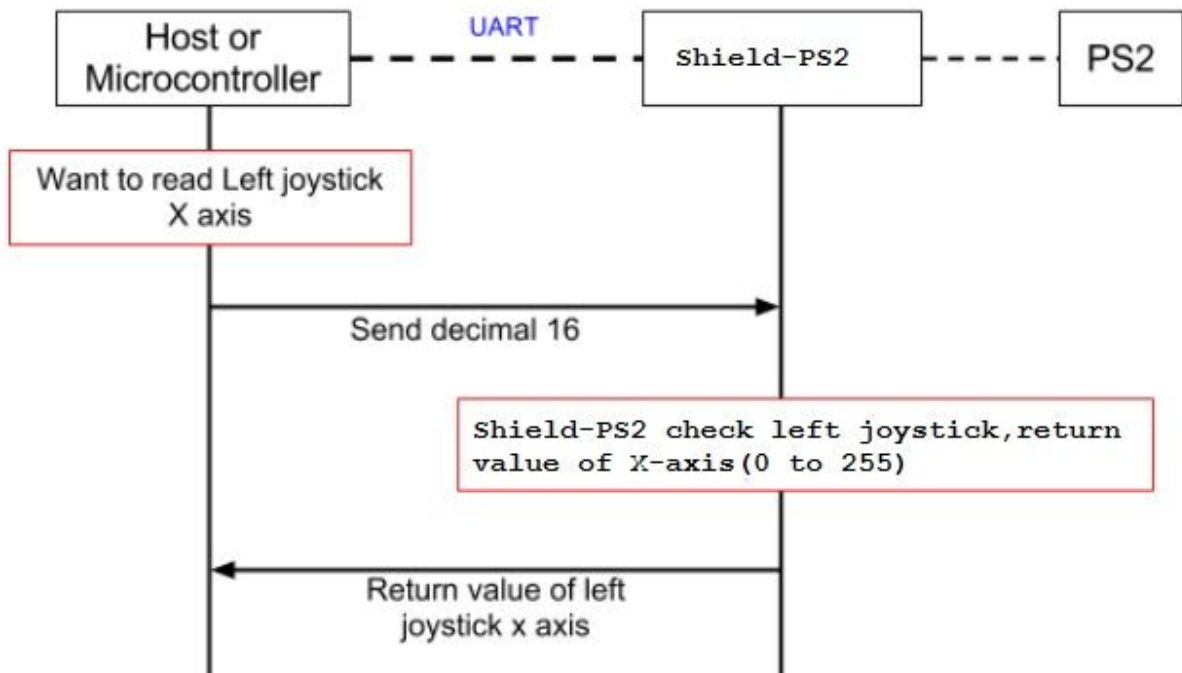 UART
Host or
Microcontroller
Shield-PS2
PS2
Want to read Left joystick
X axis
Send decimal 16
Shield-PS2 check left joystick,return
value of X-axis(0 to 255)
Return value of left
joystick x axis